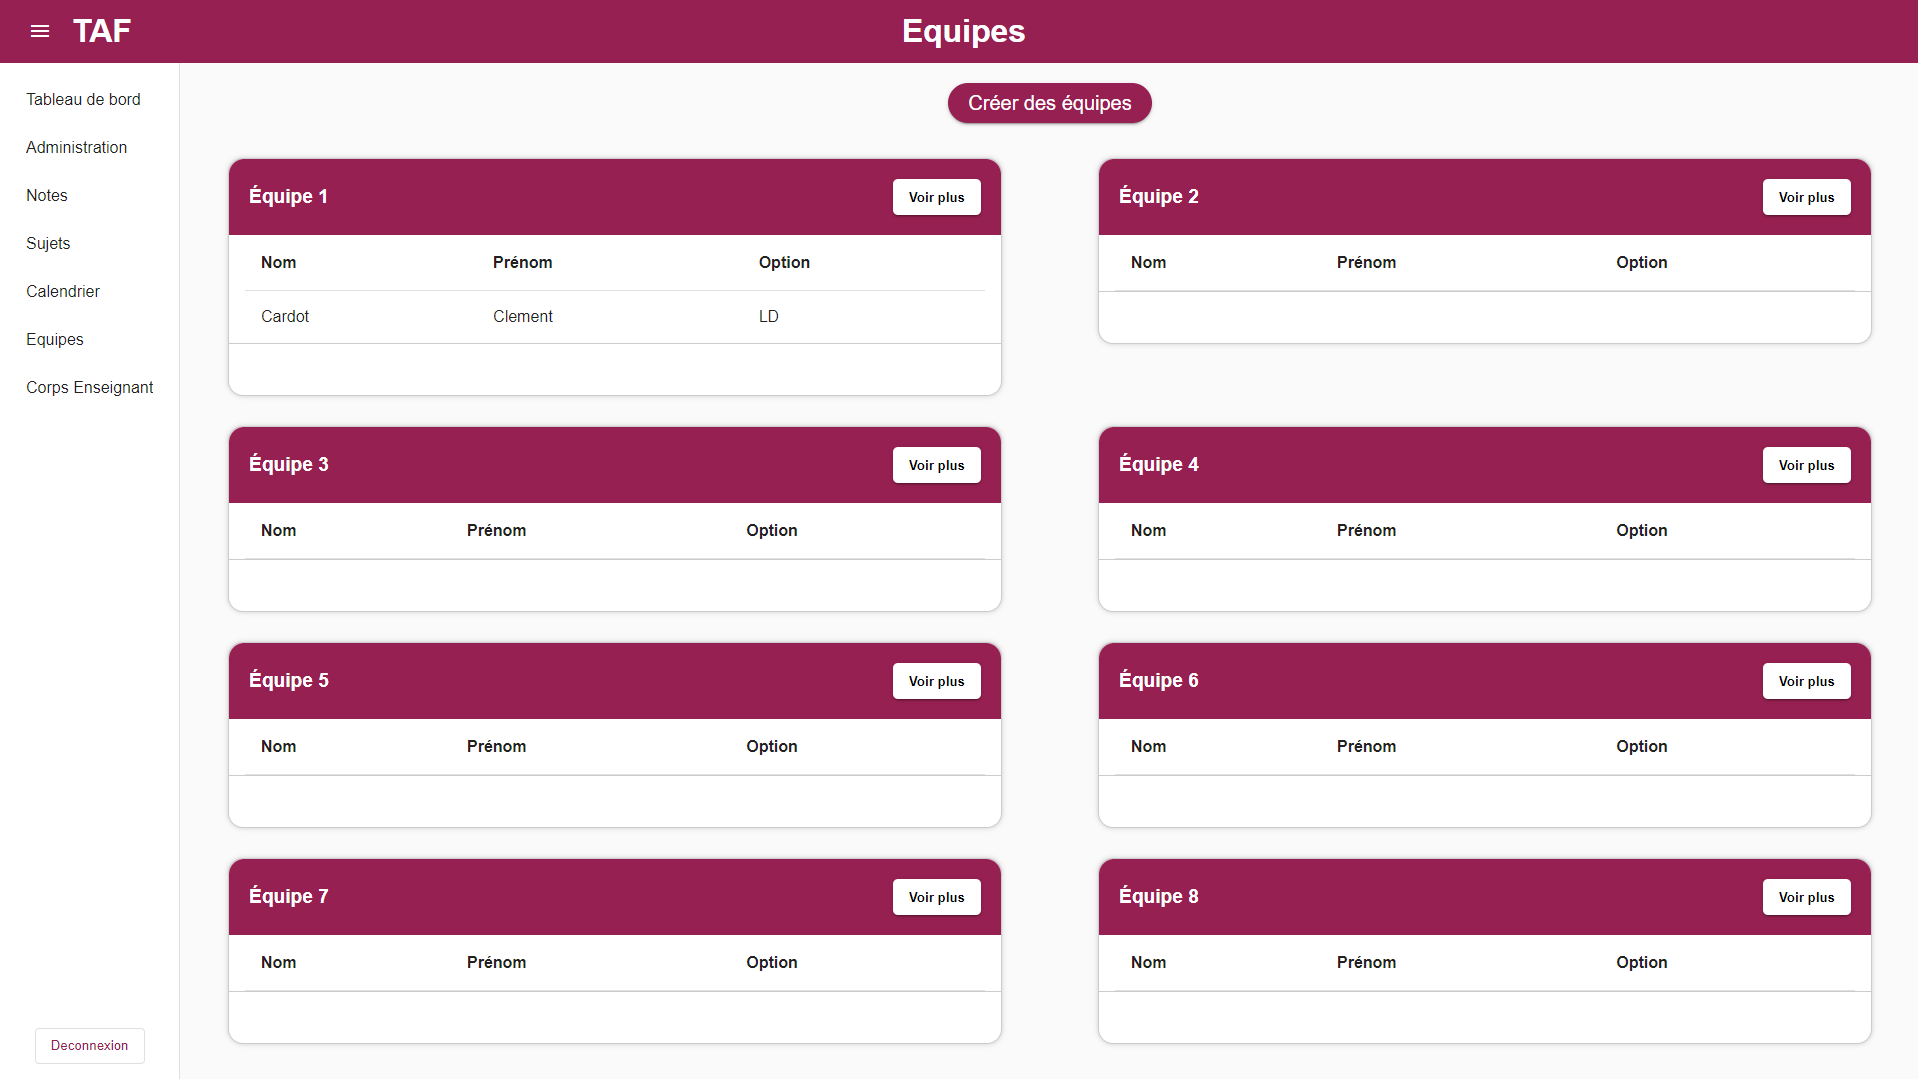 TAF
Equipes
Tableau de bord
Administration
Notes
Sujets
Calendrier
Equipes
Corps Enseignant
Deconnexion
Créer des équipes
Équipe 1
Voir plus
Nom Prénom Option
Cardot Clement LD
Équipe 2
Voir plus
Nom Prénom Option
Équipe 3
Voir plus
Nom Prénom Option
Équipe 4
Voir plus
Nom Prénom Option
Équipe 5
Voir plus
Nom Prénom Option
Équipe 6
Voir plus
Nom Prénom Option
Équipe 7
Voir plus
Nom Prénom Option
Équipe 8
Voir plus
Nom Prénom Option